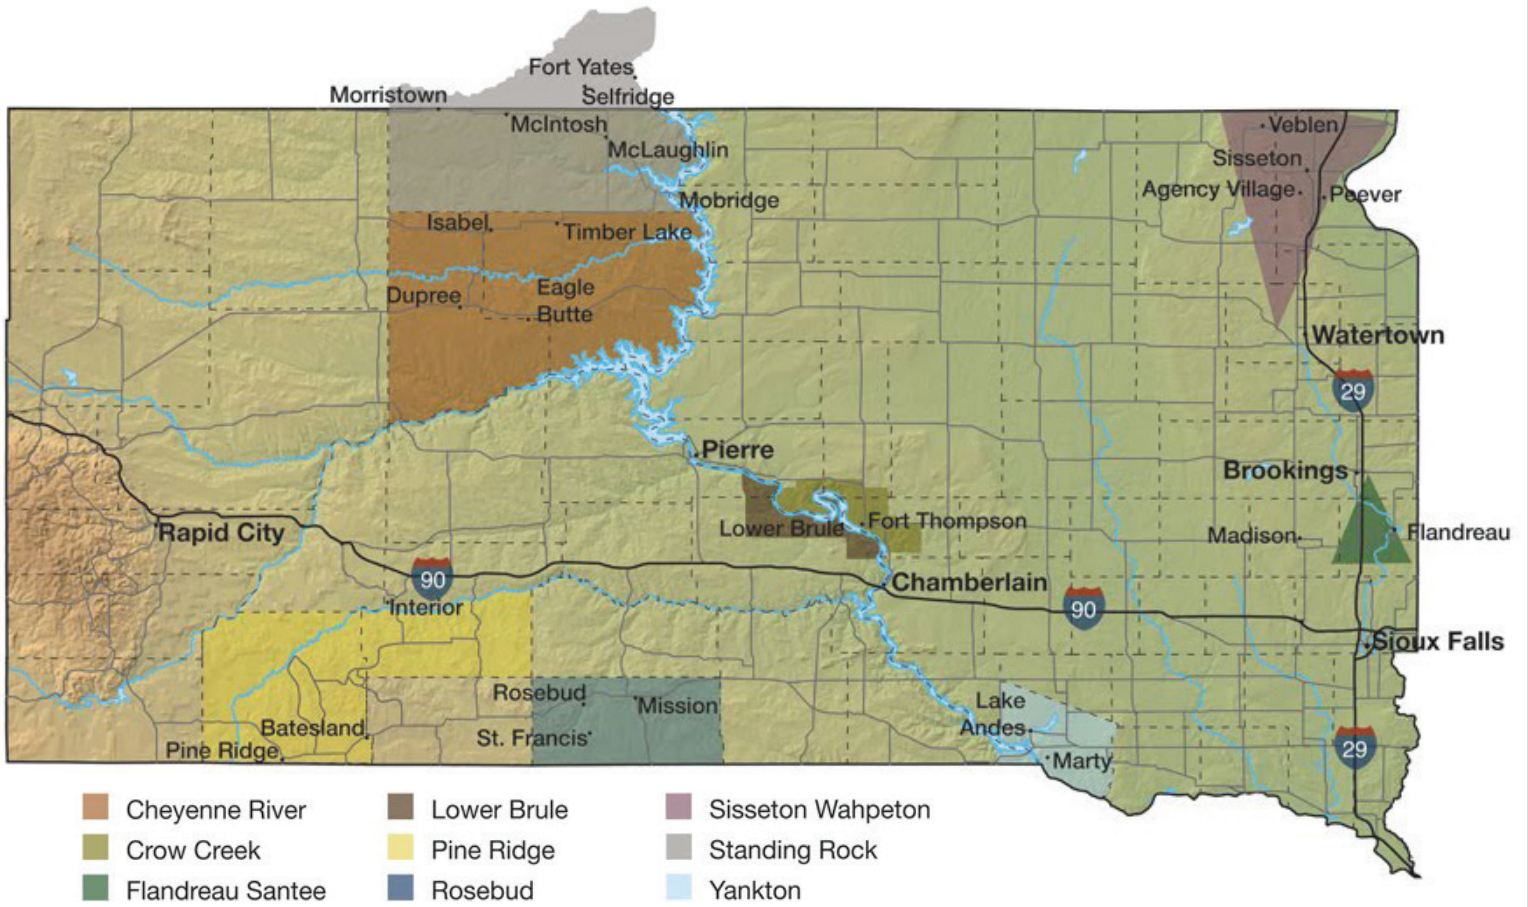 Fort Yates
Morristown
Selfridge
McIntosh
Veblen
McLaughlin
Sisseton
Agency Village
Peever
Mobridge
Isabel
Timber Lake
Dupree
Eagle
Butte
Watertown
29
Pierre
Brookings
Lower Brule
Fort Thompson
Rapid City
Madison
Flandreau
90
Chamberlain
Interior
90
Sioux Falls
Rosebud
Mission
Lake
Andes
Batesland
St. Francis
Pine Ridge
Marty
29
Cheyenne River
Lower Brule
Sisseton Wahpeton
Crow Creek
Pine Ridge
Standing Rock
Flandreau Santee
Rosebud
Yankton